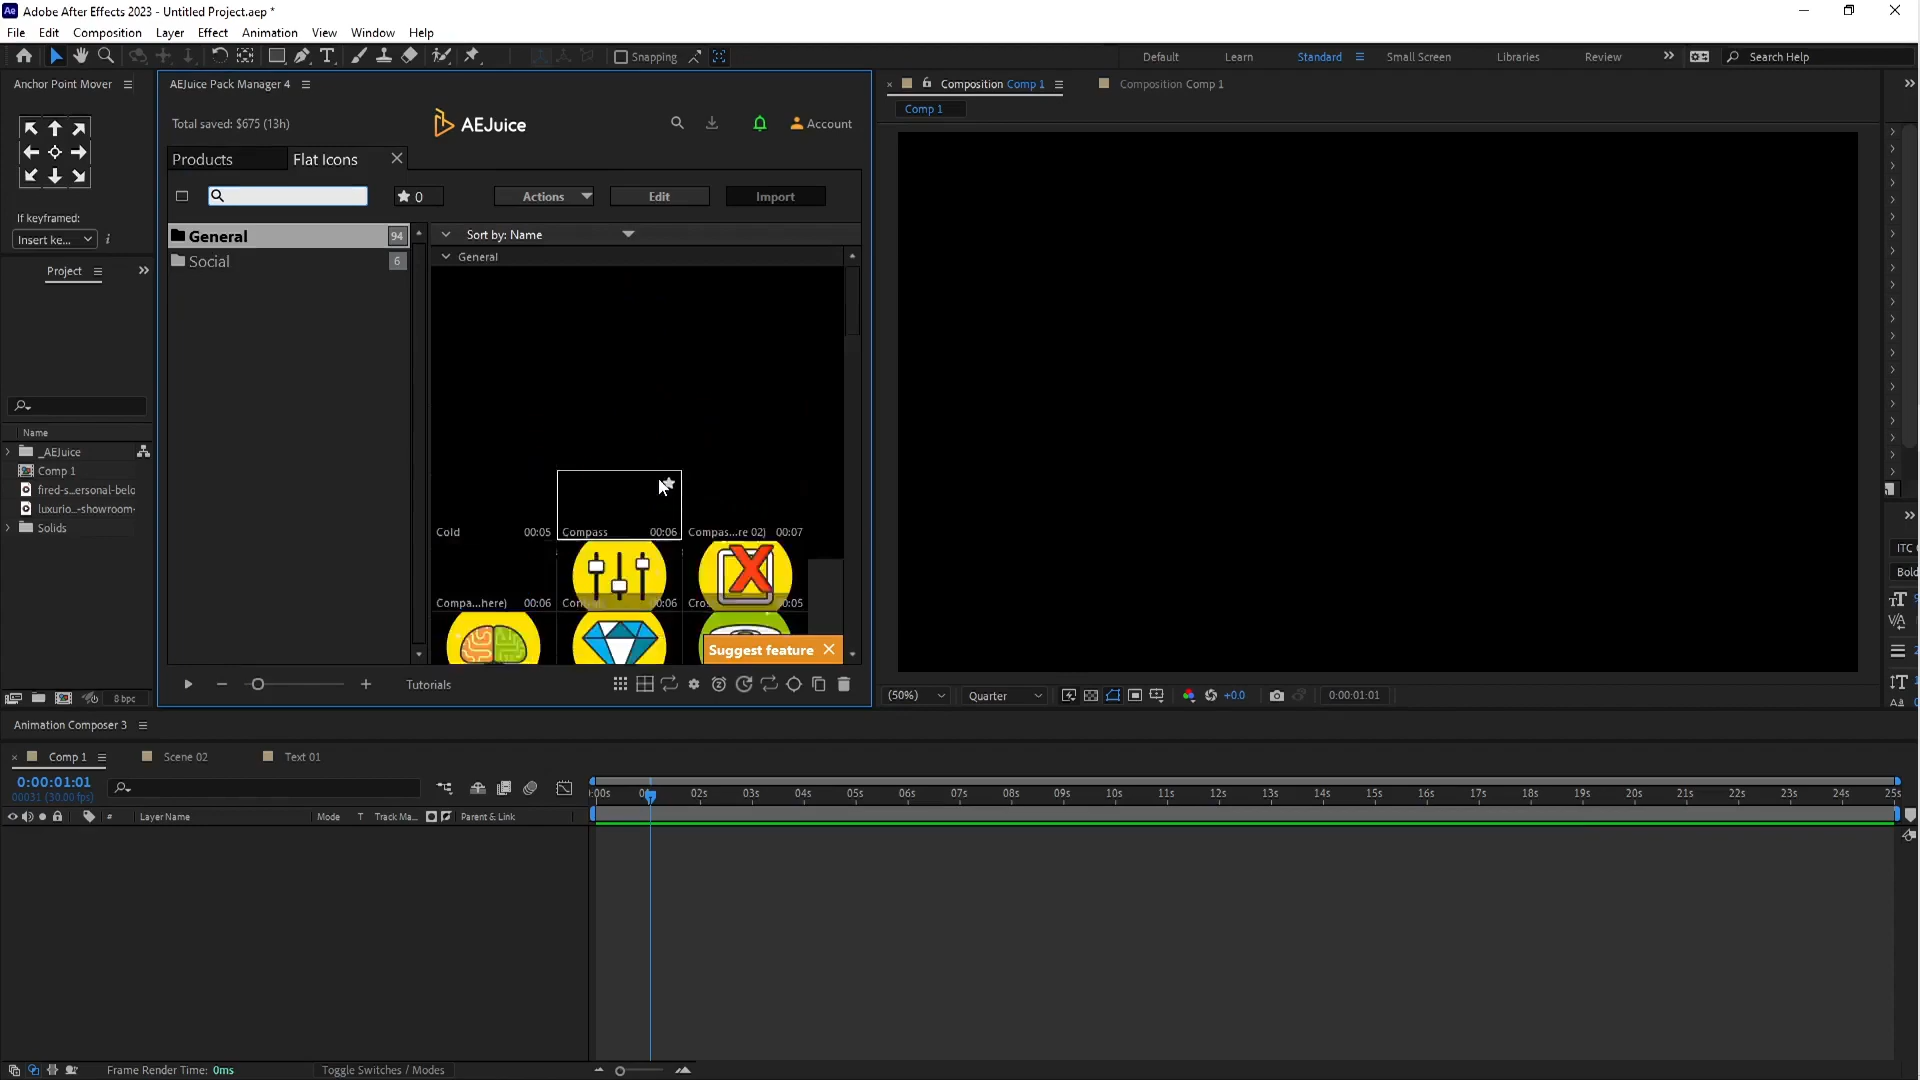 Adobe After Effects 2023 - Untitled Project.aep *
File Edit Composition Layer Effect Animation View Window Help
Snapping
Default Learn Standard Small Screen Libraries Review Search Help
Anchor Point Mover
If keyframed:
Insert ke...
Project
Name
_AEJuice
Comp 1
fired-s...ersonal-belo
luxurio...-showroom-
Solids
8 bpc
AEJuice Pack Manager 4
Total saved: $675 (13h)
AEJuice
Account
Products Flat Icons
0 Actions Edit Import
General 94
Social 6
Sort by: Name
General
Cold 00:05 Compass 00:06 Compas...re 02) 00:07
Compa...here) 00:06 00:06 00:05
Suggest feature
Tutorials
Composition Comp 1 Composition Comp 1
Comp 1
(50%) Quarter +0.0 0:00:01:01
ITC
Bold
Animation Composer 3
Comp 1 Scene 02 Text 01
0:00:01:01
00031 (30.00 fps)
:00s 02s 03s 04s 05s 06s 07s 08s 09s 10s 11s 12s 13s 14s 15s 16s 17s 18s 19s 20s 21s 22s 23s 24s 25s
# Layer Name Mode T Track Ma... Parent & Link
Frame Render Time: 0ms Toggle Switches / Modes